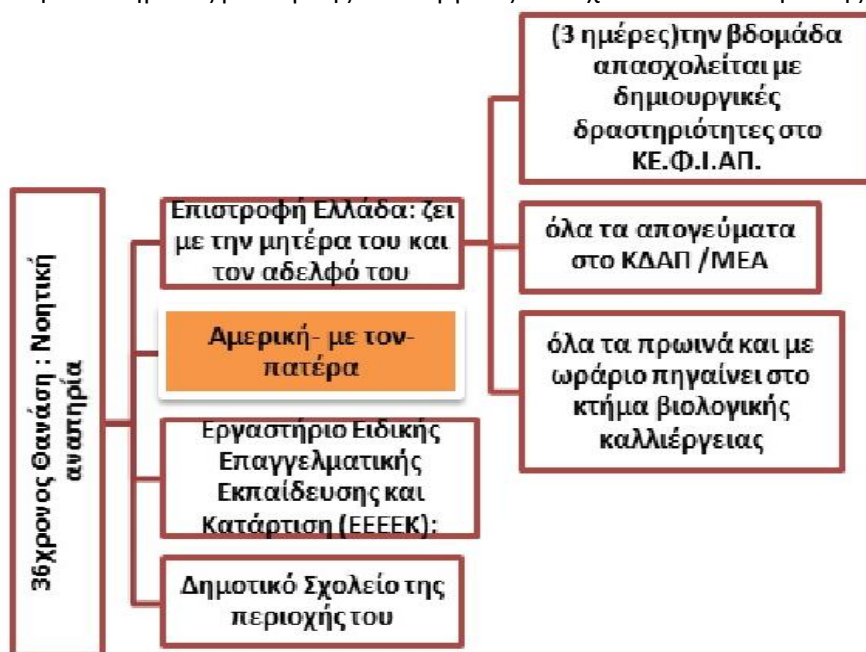 36χρονος Θανάση : Νοητική
αναπηρία
Επιστροφή Ελλάδα: ζει
με την μητέρα του και
τον αδελφό του
(3 ημέρες)την βδομάδα
απασχολείται με
δημιουργικές
δραστηριότητες στο
ΚΕ.Φ.Ι.ΑΠ.
όλα τα απογεύματα
στο ΚΔΑΠ /ΜΕΑ
όλα τα πρωινά και με
ωράριο πηγαίνει στο
κτήμα βιολογικής
καλλιέργειας
Αμερική- με τον-
πατέρα
Εργαστήριο Ειδικής
Επαγγελματικής
Εκπαίδευσης και
Κατάρτιση (ΕΕΕΕΚ):
Δημοτικό Σχολείο της
περιοχής του